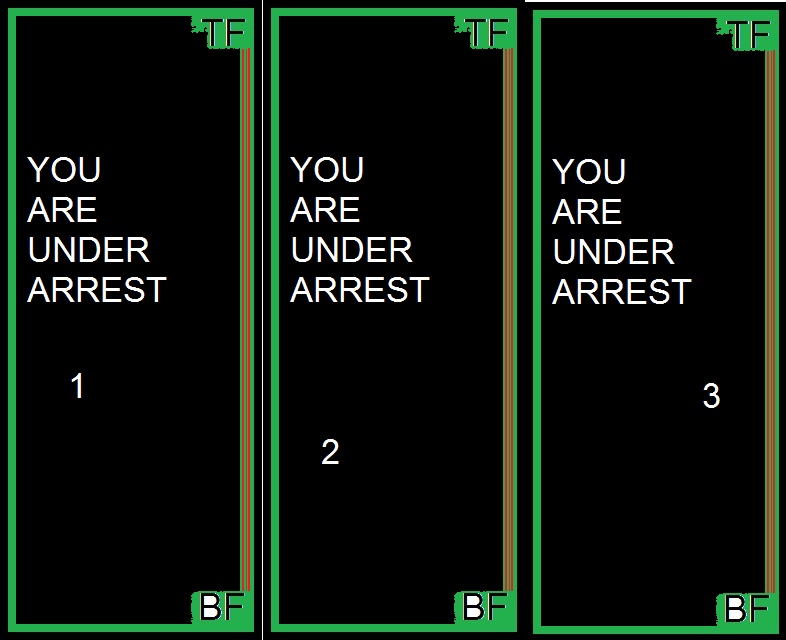 TF
YOU
ARE
UNDER
ARREST
1
BF
TF
YOU
ARE
UNDER
ARREST
2
BF
TF
YOU
ARE
UNDER
ARREST
3
BF